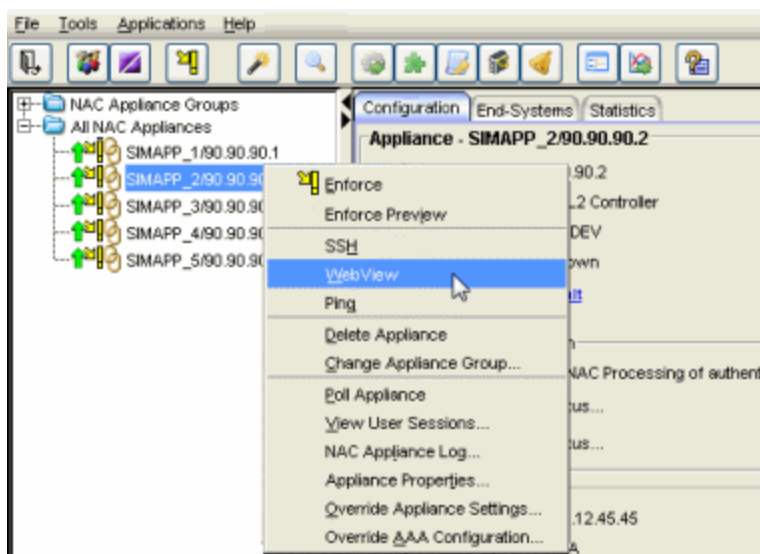 File Tools Applications Help
NAC Appliance Groups
All NAC Appliances
SIMAPP_1/90.90.90.1
SIMAPP_2/90.90.90
SIMAPP_3/90.90.90
SIMAPP_4/90.90.90
SIMAPP_5/90.90.90
Configuration End-Systems Statistics
Appliance - SIMAPP_2/90.90.90.2
.90.2
_2 Controller
DEV
own
ult
NAC Processing of authent
us...
us...
.12.45.45
Enforce
Enforce Preview
SSH
WebView
Ping
Delete Appliance
Change Appliance Group...
Poll Appliance
View User Sessions...
NAC Appliance Log...
Appliance Properties...
Override Appliance Settings...
Override AAA Configuration...